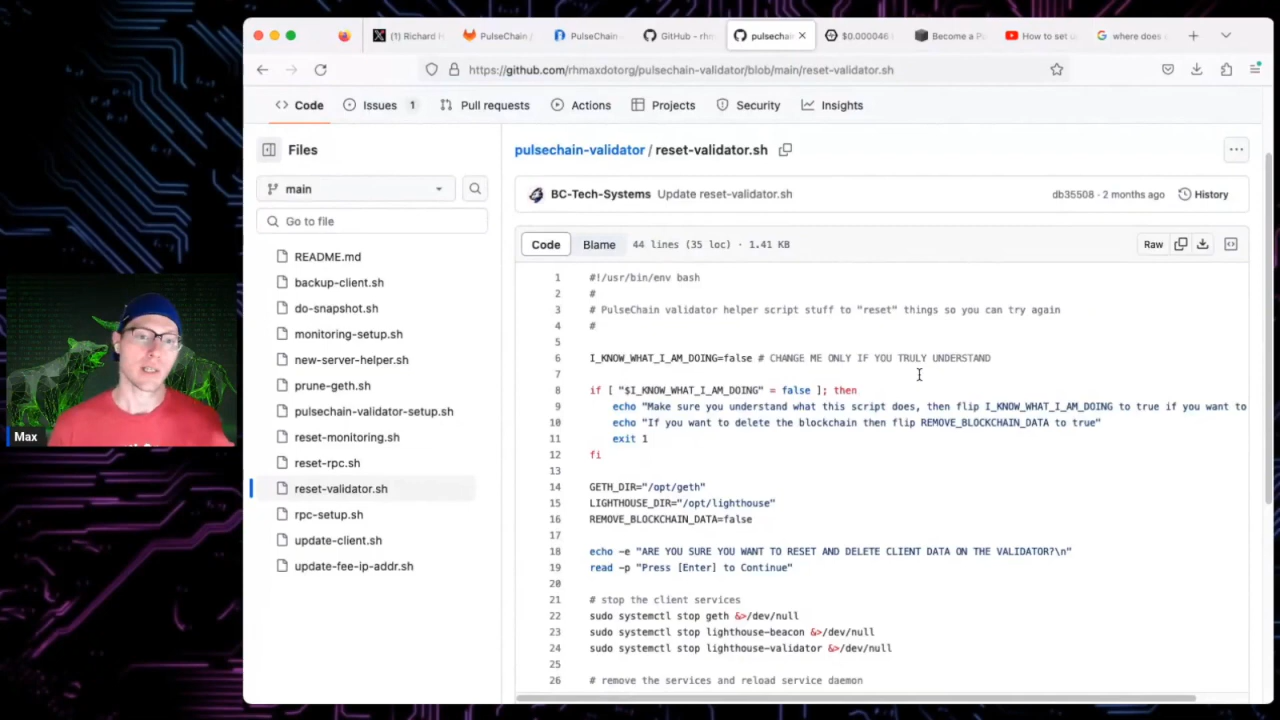 (1) Richard H
PulseChain /
PulseChain
GitHub - rhm
pulsechai
$0.000046
Become a P
How to set u
where does
https://github.com/rhmaxdotorg/pulsechain-validator/blob/main/reset-validator.sh
Code
Issues 1
Pull requests
Actions
Projects
Security
Insights
Files
main
Go to file
README.md
backup-client.sh
do-snapshot.sh
monitoring-setup.sh
new-server-helper.sh
prune-geth.sh
pulsechain-validator-setup.sh
reset-monitoring.sh
reset-rpc.sh
reset-validator.sh
rpc-setup.sh
update-client.sh
update-fee-ip-addr.sh
pulsechain-validator / reset-validator.sh
BC-Tech-Systems Update reset-validator.sh
db35508 · 2 months ago
History
Code
Blame
44 lines (35 loc) · 1.41 KB
Raw
1 #!/usr/bin/env bash
2 #
3 # PulseChain validator helper script stuff to "reset" things so you can try again
4 #
5
6 I_KNOW_WHAT_I_AM_DOING=false # CHANGE ME ONLY IF YOU TRULY UNDERSTAND
7
8 if [ "$I_KNOW_WHAT_I_AM_DOING" = false ]; then
9 echo "Make sure you understand what this script does, then flip I_KNOW_WHAT_I_AM_DOING to true if you want to
10 echo "If you want to delete the blockchain then flip REMOVE_BLOCKCHAIN_DATA to true"
11 exit 1
12 fi
13
14 GETH_DIR="/opt/geth"
15 LIGHTHOUSE_DIR="/opt/lighthouse"
16 REMOVE_BLOCKCHAIN_DATA=false
17
18 echo -e "ARE YOU SURE YOU WANT TO RESET AND DELETE CLIENT DATA ON THE VALIDATOR?\n"
19 read -p "Press [Enter] to Continue"
20
21 # stop the client services
22 sudo systemctl stop geth &>/dev/null
23 sudo systemctl stop lighthouse-beacon &>/dev/null
24 sudo systemctl stop lighthouse-validator &>/dev/null
25
26 # remove the services and reload service daemon
Max